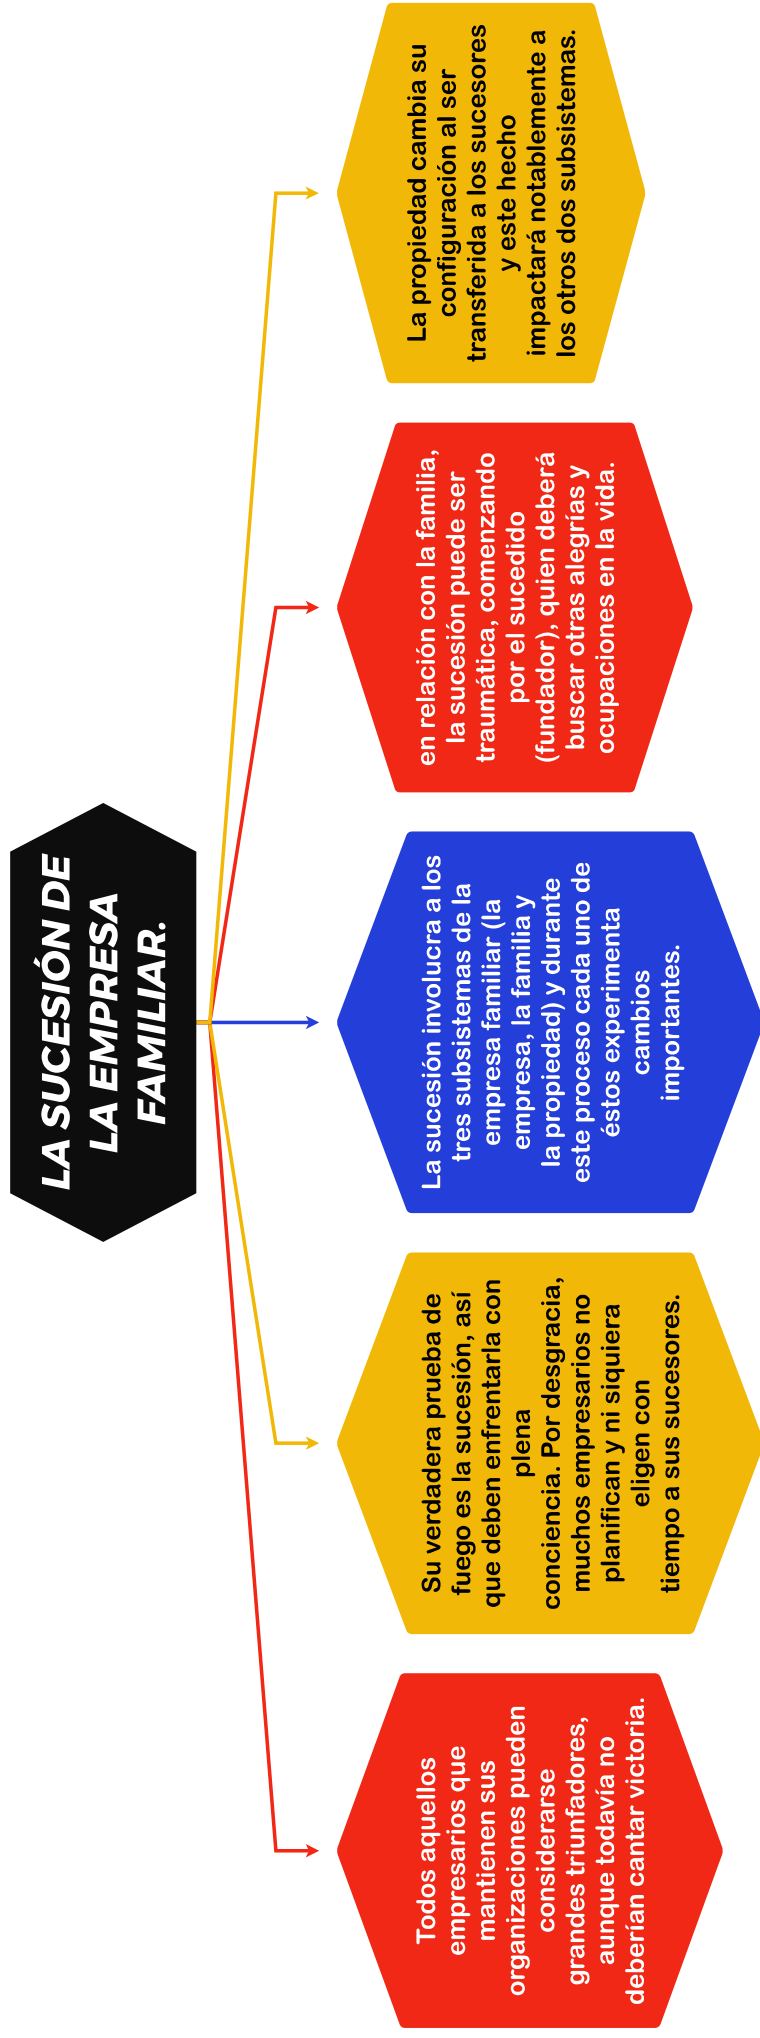 LA SUCESIÓN DE
LA EMPRESA
FAMILIAR.
Todos aquellos
empresarios que
mantienen sus
organizaciones pueden
considerarse
grandes triunfadores,
aunque todavía no
deberían cantar victoria.
Su verdadera prueba de
fuego es la sucesión, así
que deben enfrentarla con
plena
conciencia. Por desgracia,
muchos empresarios no
planifican y ni siquiera
eligen con
tiempo a sus sucesores.
La sucesión involucra a los
tres subsistemas de la
empresa familiar (la
empresa, la familia y
la propiedad) y durante
este proceso cada uno de
éstos experimenta
cambios
importantes.
en relación con la familia,
la sucesión puede ser
traumática, comenzando
por el sucedido
(fundador), quien deberá
buscar otras alegrías y
ocupaciones en la vida.
La propiedad cambia su
configuración al ser
transferida a los sucesores
y este hecho
impactará notablemente a
los otros dos subsistemas.